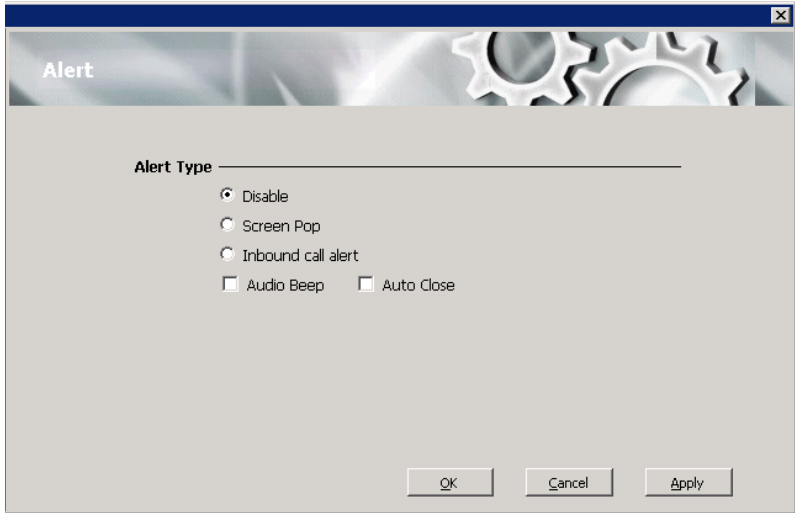 Alert
Alert Type
Disable
Screen Pop
Inbound call alert
Audio Beep Auto Close
OK Cancel Apply